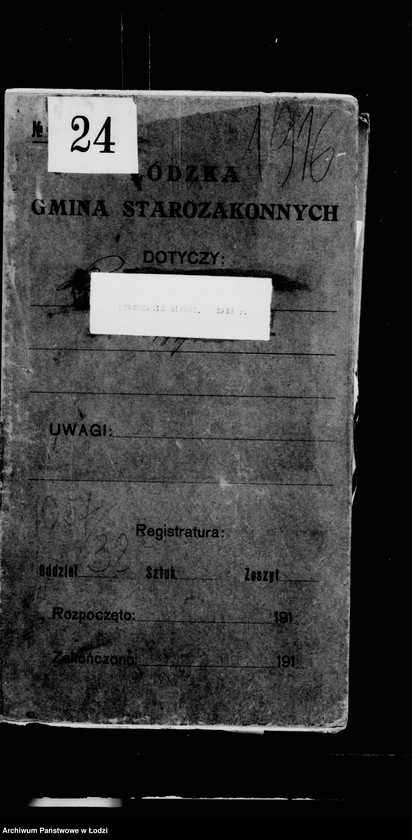 №
24
1916
ÓDZKA
GMINA STAROZAKONNYCH
DOTYCZY:
1916 r.
UWAGI:
Registratura:
Oddział Sztuk Zeszyt
Rozpoczęto: 191
Zakończono: 191
Archiwum Państwowe w Łodzi